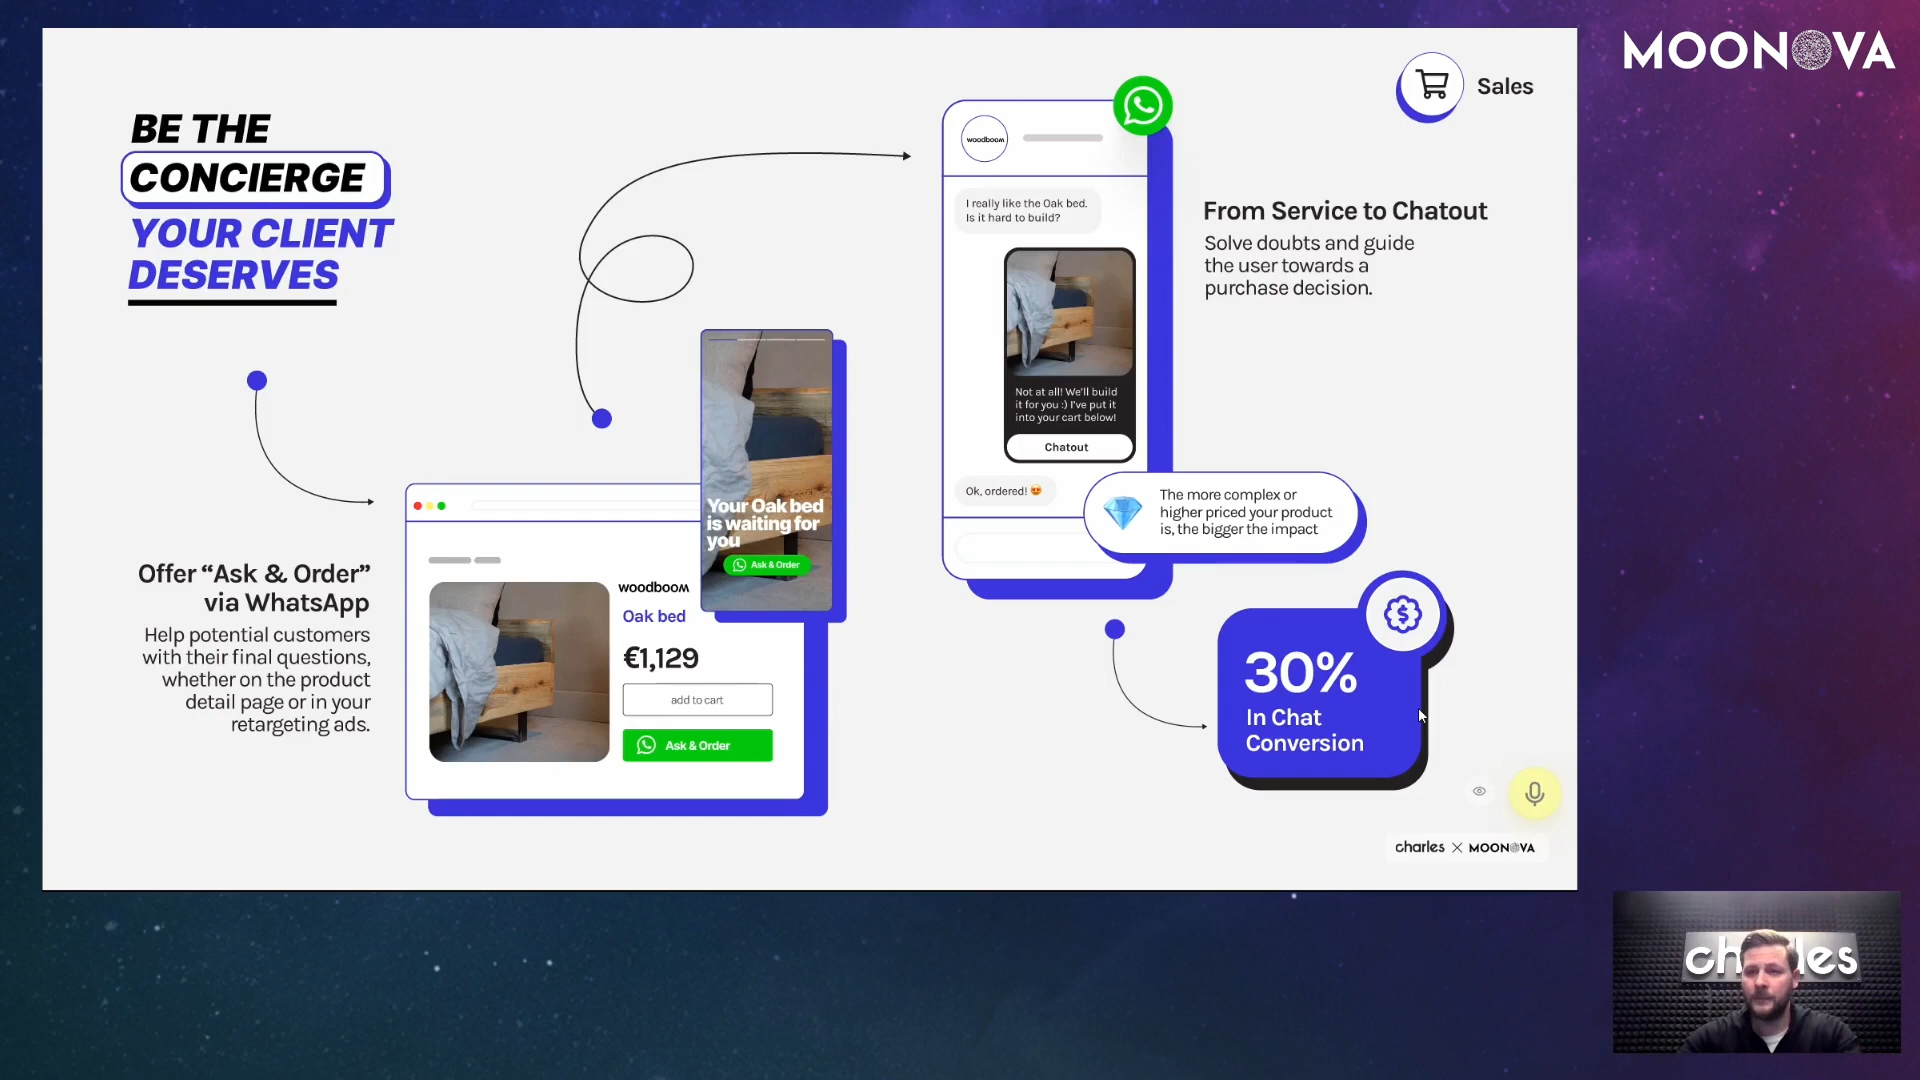 MOONOVA
Sales
BE THE
CONCIERGE
YOUR CLIENT
DESERVES
woodboom
I really like the Oak bed.
Is it hard to build?
Not at all! We'll build
it for you :) I've put it
into your cart below!
Chatout
Ok, ordered! 😍
From Service to Chatout
Solve doubts and guide
the user towards a
purchase decision.
The more complex or
higher priced your product
is, the bigger the impact
Your Oak bed
is waiting for
you
Ask & Order
Offer “Ask & Order”
via WhatsApp
Help potential customers
with their final questions,
whether on the product
detail page or in your
retargeting ads.
woodboom
Oak bed
€1,129
add to cart
Ask & Order
30%
In Chat
Conversion
charles X MOONOVA
charles